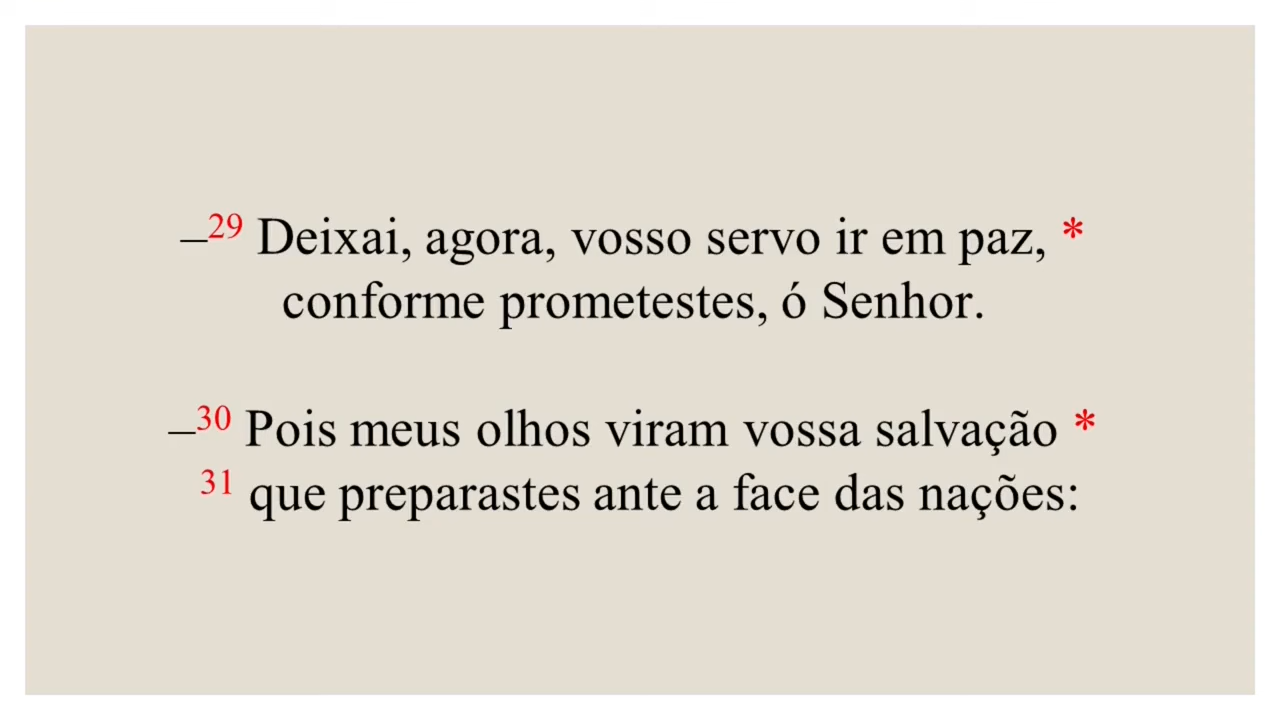 –29 Deixai, agora, vosso servo ir em paz, *
conforme prometestes, ó Senhor.
–30 Pois meus olhos viram vossa salvação *
31 que preparastes ante a face das nações: